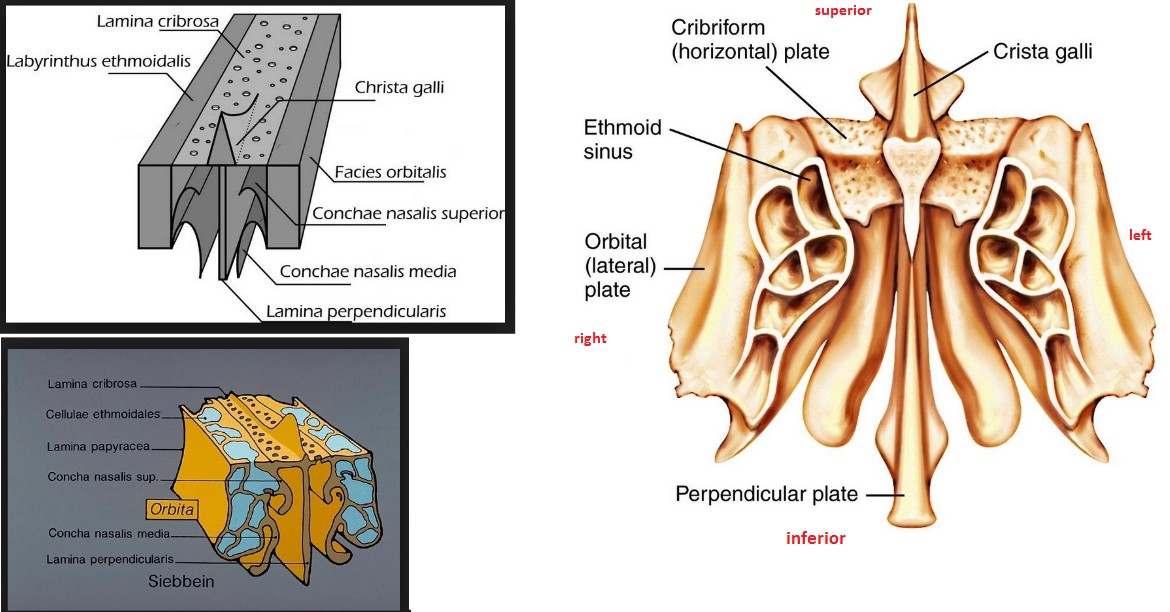 Lamina cribrosa
Labyrinthus ethmoidalis
Christa galli
Facies orbitalis
Conchae nasalis superior
Conchae nasalis media
Lamina perpendicularis
Lamina cribrosa
Cellulae ethmoidales
Lamina papyracea
Concha nasalis sup.
Orbita
Concha nasalis media
Lamina perpendicularis
Siebbein
superior
Cribriform
(horizontal) plate
Crista galli
Ethmoid
sinus
left
Orbital
(lateral)
plate
right
Perpendicular plate
inferior